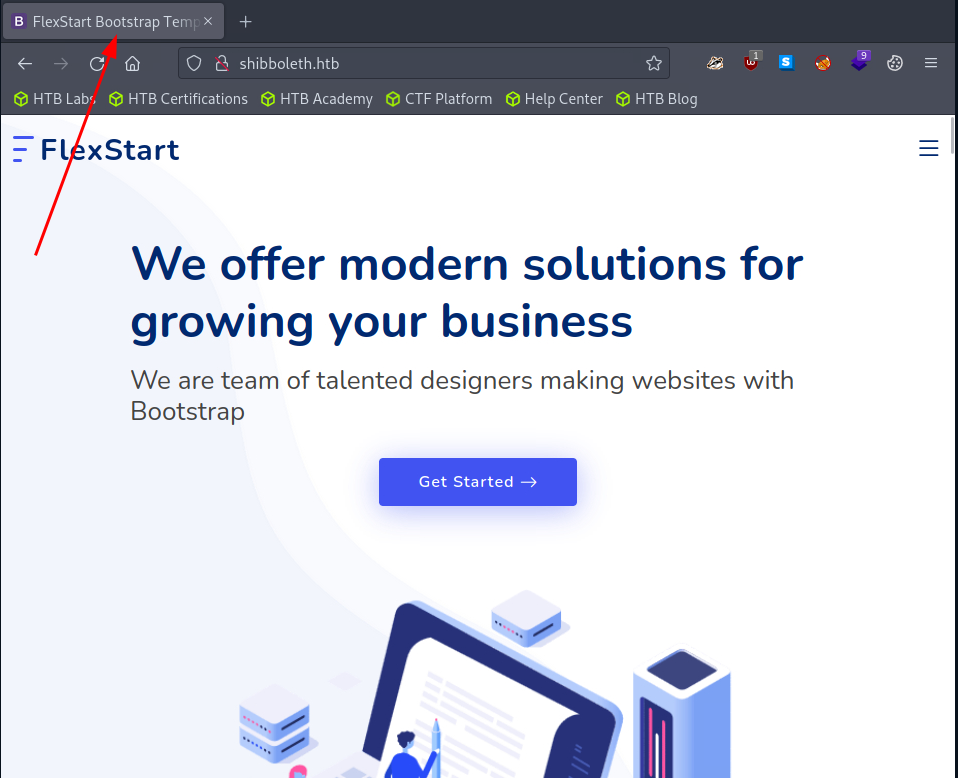 B FlexStart Bootstrap Temp
shibboleth.htb
1
S
9
HTB Labs HTB Certifications HTB Academy CTF Platform Help Center HTB Blog
FlexStart
We offer modern solutions for
growing your business
We are team of talented designers making websites with
Bootstrap
Get Started →